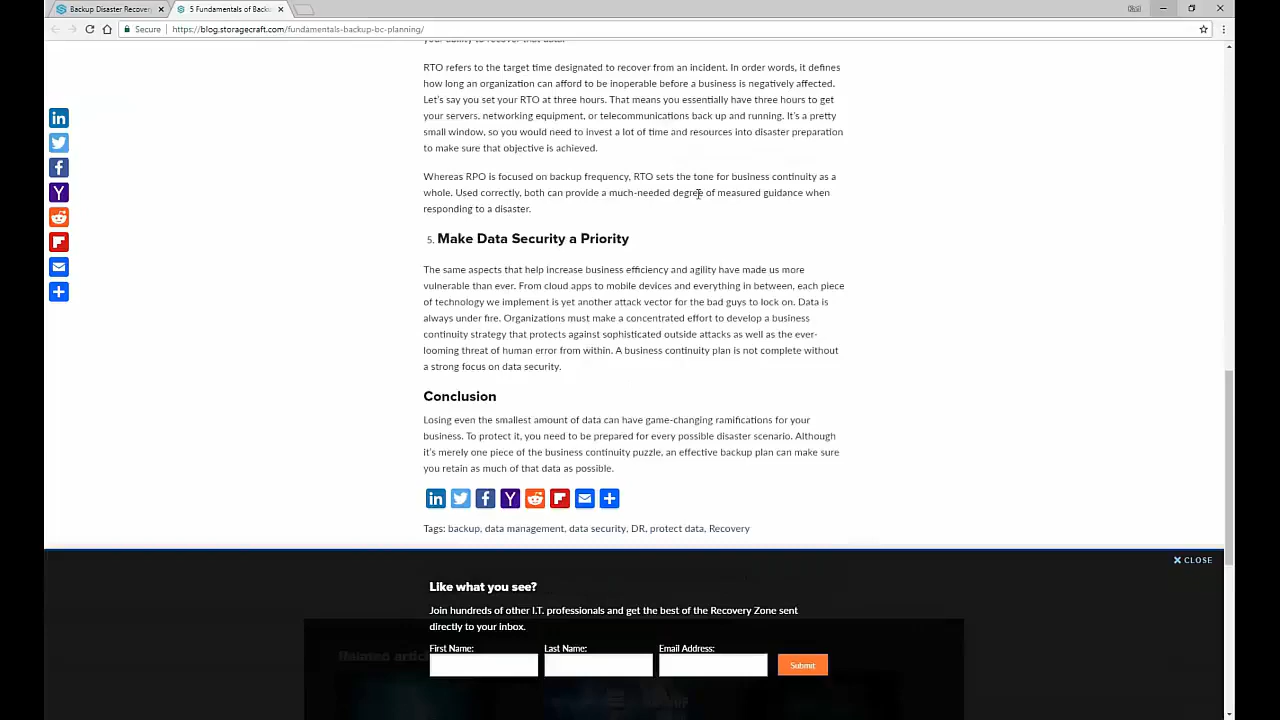 Backup Disaster Recovery
5 Fundamentals of Backu
Secure
https://blog.storagecraft.com/fundamentals-backup-bc-planning/
your ability to recover that data.
RTO refers to the target time designated to recover from an incident. In order words, it defines
how long an organization can afford to be inoperable before a business is negatively affected.
Let's say you set your RTO at three hours. That means you essentially have three hours to get
your servers, networking equipment, or telecommunications back up and running. It's a pretty
small window, so you would need to invest a lot of time and resources into disaster preparation
to make sure that objective is achieved.
Whereas RPO is focused on backup frequency, RTO sets the tone for business continuity as a
whole. Used correctly, both can provide a much-needed degree of measured guidance when
responding to a disaster.
5. Make Data Security a Priority
The same aspects that help increase business efficiency and agility have made us more
vulnerable than ever. From cloud apps to mobile devices and everything in between, each piece
of technology we implement is yet another attack vector for the bad guys to lock on. Data is
always under fire. Organizations must make a concentrated effort to develop a business
continuity strategy that protects against sophisticated outside attacks as well as the ever-
looming threat of human error from within. A business continuity plan is not complete without
a strong focus on data security.
Conclusion
Losing even the smallest amount of data can have game-changing ramifications for your
business. To protect it, you need to be prepared for every possible disaster scenario. Although
it's merely one piece of the business continuity puzzle, an effective backup plan can make sure
you retain as much of that data as possible.
Tags: backup, data management, data security, DR, protect data, Recovery
CLOSE
Like what you see?
Join hundreds of other I.T. professionals and get the best of the Recovery Zone sent
directly to your inbox.
First Name:
Last Name:
Email Address:
Submit
Related artic